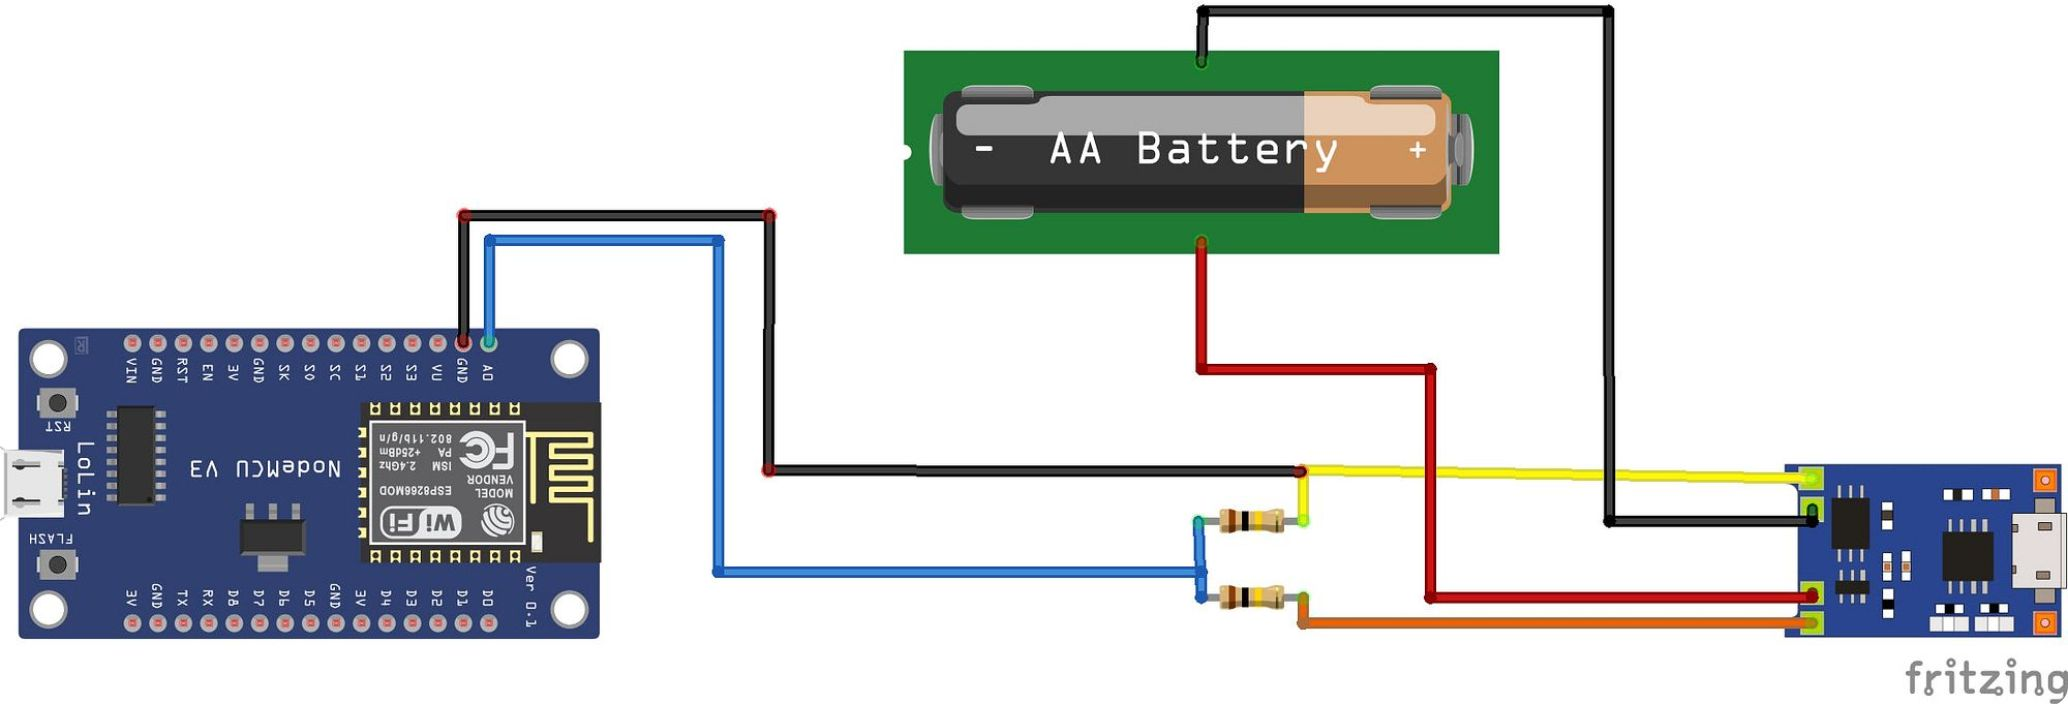 - AA Battery +
VIN GND RST EN 3V GND SK SO SC S1 S2 S3 VU GND A0
RST
LoLin
NodeMCU V3
802.11b/g/n
+25dBm
PA
2.4Ghz
ISM
FC
VENDOR
ESP8266MOD
MODEL
WiFi
FLASH
Ver 0.1
3V GND TX RX D8 D7 D6 D5 GND 3V D4 D3 D2 D1 D0
fritzing